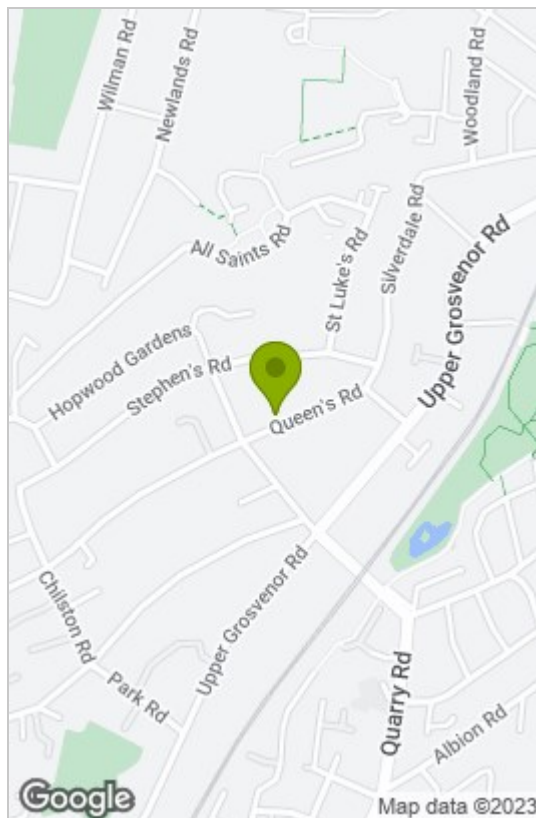 Wilman Rd
Newlands Rd
Woodland Rd
All Saints Rd
St Luke's Rd
Silverdale Rd
Upper Grosvenor Rd
Hopwood Gardens
Stephen's Rd
Queen's Rd
Chilston Rd
Upper Grosvenor Rd
Park Rd
Quarry Rd
Albion Rd
Google
Map data ©2023